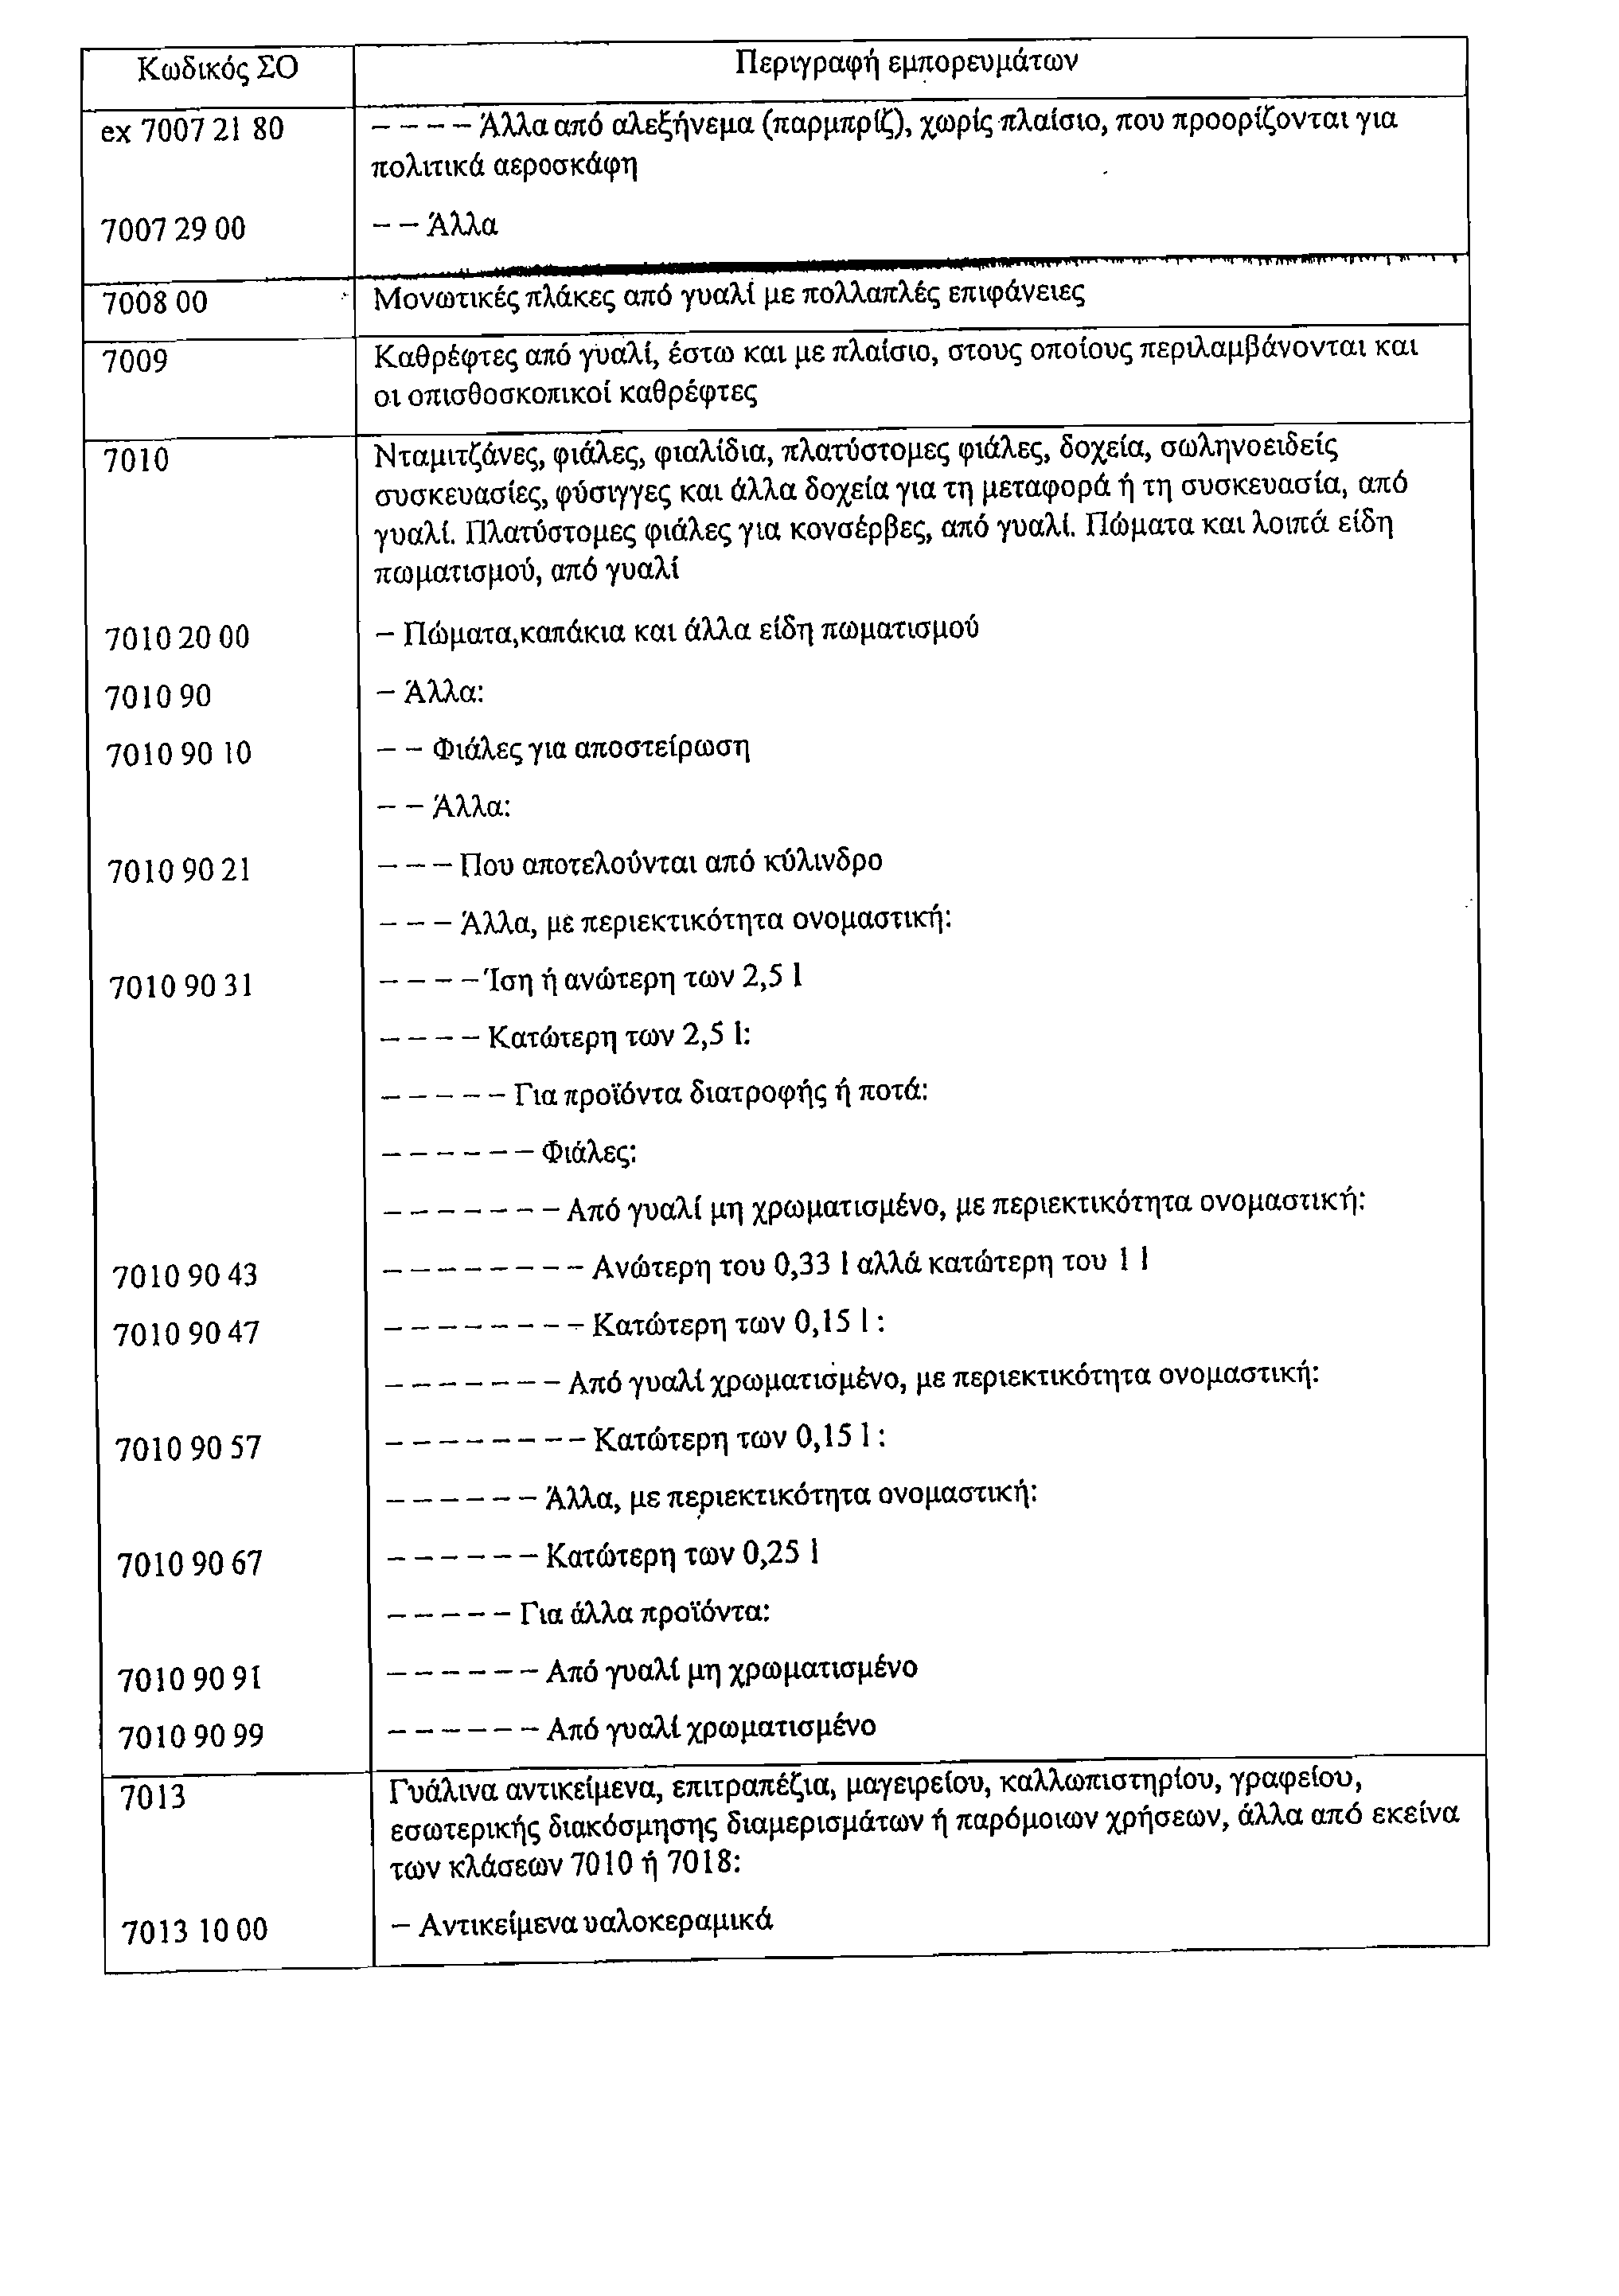 Κωδικός ΣΟ Περιγραφή εμπορευμάτων
ex 7007 21 80 – – – – Άλλα από αλεξήνεμα (παρμπρίζ), χωρίς πλαίσιο, που προορίζονται για
πολιτικά αεροσκάφη
7007 29 00 – – Άλλα
7008 00 Μονωτικές πλάκες από γυαλί με πολλαπλές επιφάνειες
7009 Καθρέφτες από γυαλί, έστω και με πλαίσιο, στους οποίους περιλαμβάνονται και
οι οπισθοσκοπικοί καθρέφτες
7010 Νταμιτζάνες, φιάλες, φιαλίδια, πλατύστομες φιάλες, δοχεία, σωληνοειδείς
συσκευασίες, φύσιγγες και άλλα δοχεία για τη μεταφορά ή τη συσκευασία, από
γυαλί. Πλατύστομες φιάλες για κονσέρβες, από γυαλί. Πώματα και λοιπά είδη
πωματισμού, από γυαλί
7010 20 00 – Πώματα,καπάκια και άλλα είδη πωματισμού
7010 90 – Άλλα:
7010 90 10 – – Φιάλες για αποστείρωση
– – Άλλα:
7010 90 21 – – – Που αποτελούνται από κύλινδρο
– – – Άλλα, με περιεκτικότητα ονομαστική:
7010 90 31 – – – – Ίση ή ανώτερη των 2,5 l
– – – – Κατώτερη των 2,5 l:
– – – – – Για προϊόντα διατροφής ή ποτά:
– – – – – – Φιάλες:
– – – – – – – Από γυαλί μη χρωματισμένο, με περιεκτικότητα ονομαστική:
7010 90 43 – – – – – – – – Ανώτερη του 0,33 l αλλά κατώτερη του 1 l
7010 90 47 – – – – – – – – Κατώτερη των 0,15 l :
– – – – – – – Από γυαλί χρωματισμένο, με περιεκτικότητα ονομαστική:
7010 90 57 – – – – – – – – Κατώτερη των 0,15 l :
– – – – – – Άλλα, με περιεκτικότητα ονομαστική:
7010 90 67 – – – – – – Κατώτερη των 0,25 l
– – – – – Για άλλα προϊόντα:
7010 90 91 – – – – – – Από γυαλί μη χρωματισμένο
7010 90 99 – – – – – – Από γυαλί χρωματισμένο
7013 Γυάλινα αντικείμενα, επιτραπέζια, μαγειρείου, καλλωπιστηρίου, γραφείου,
εσωτερικής διακόσμησης διαμερισμάτων ή παρόμοιων χρήσεων, άλλα από εκείνα
των κλάσεων 7010 ή 7018:
7013 10 00 – Αντικείμενα υαλοκεραμικά